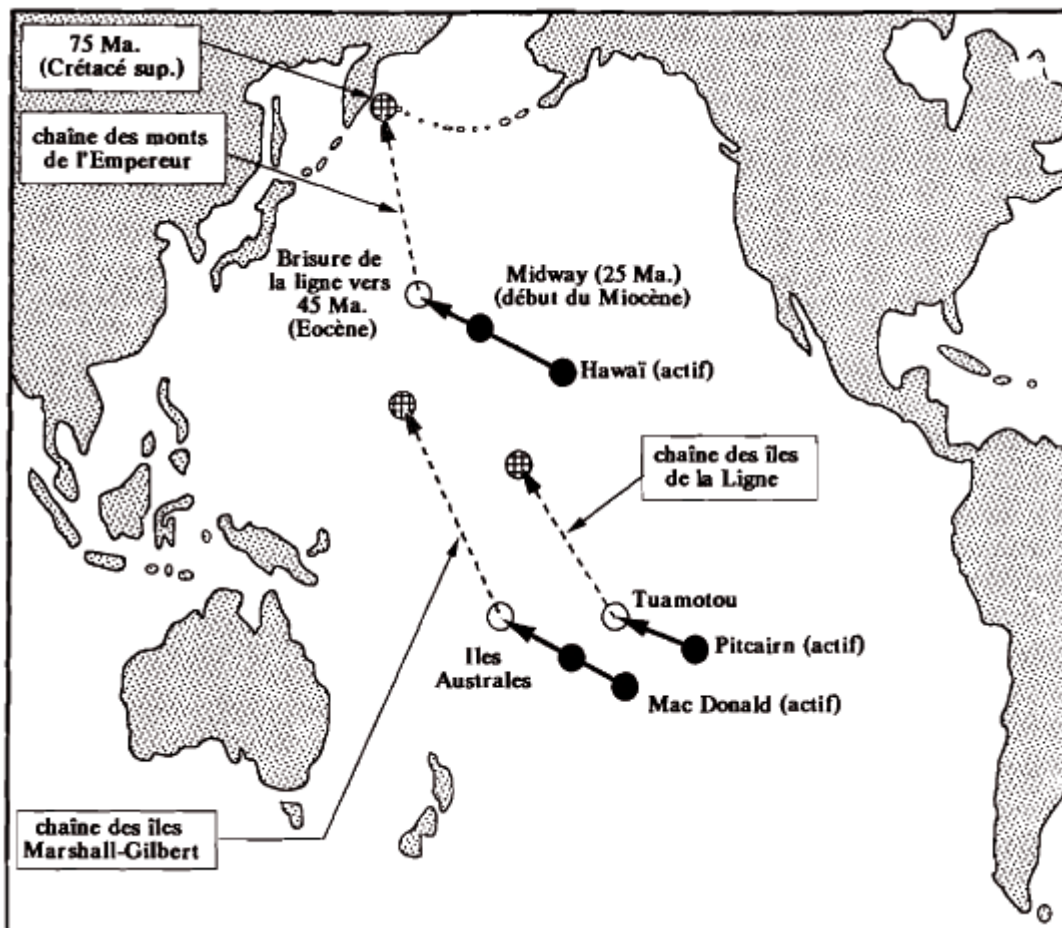 75 Ma.
(Crétacé sup.)
chaîne des monts
de l'Empereur
Brisure de
la ligne vers
45 Ma.
(Eocène)
Midway (25 Ma.)
(début du Miocène)
Hawaï (actif)
chaîne des îles
de la Ligne
Tuamotou
Pitcairn (actif)
Iles
Australes
Mac Donald (actif)
chaîne des îles
Marshall-Gilbert